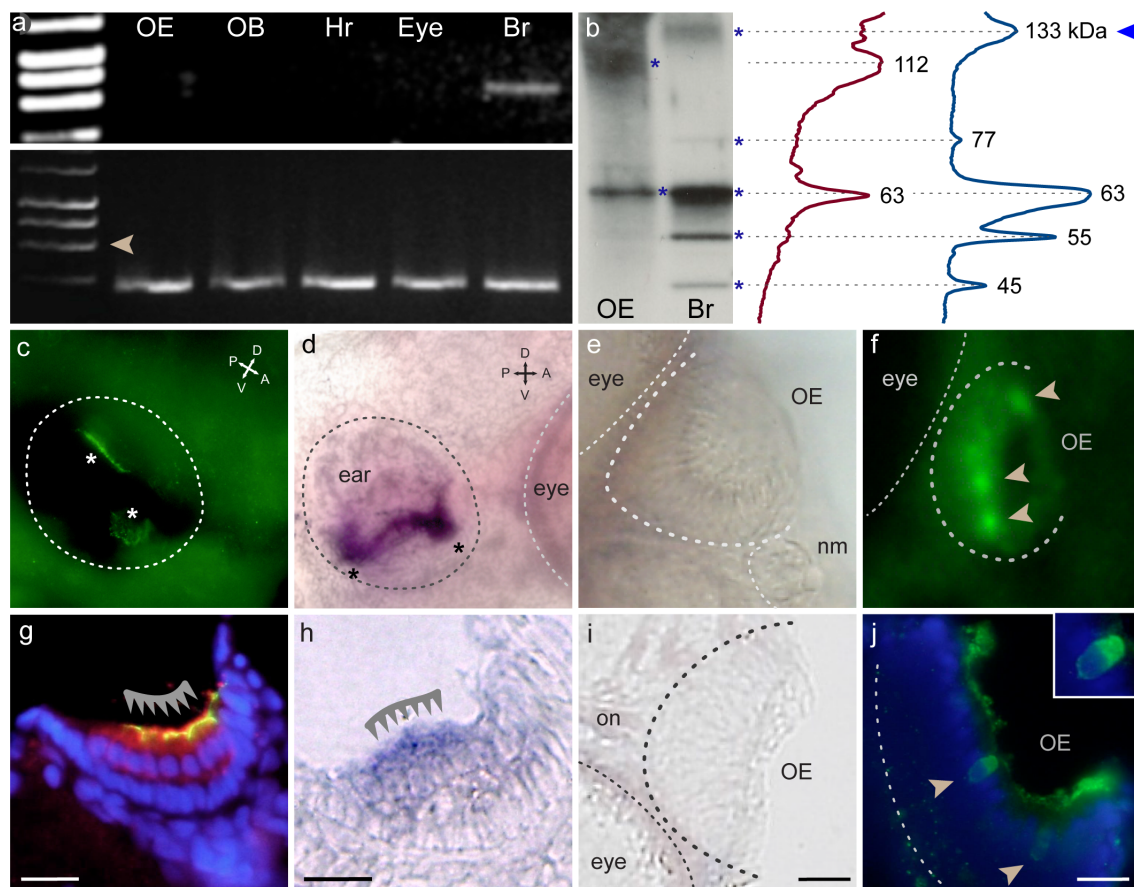 a
OE OB Hr Eye Br
b
OE Br
* * * * * * *
133 kDa
112
77
63 63
55
45
c
D
P A
V
*
*
d
D
P A
V
ear
eye
* *
e
eye
OE
nm
f
eye
OE
g
h
i
on
OE
eye
j
OE